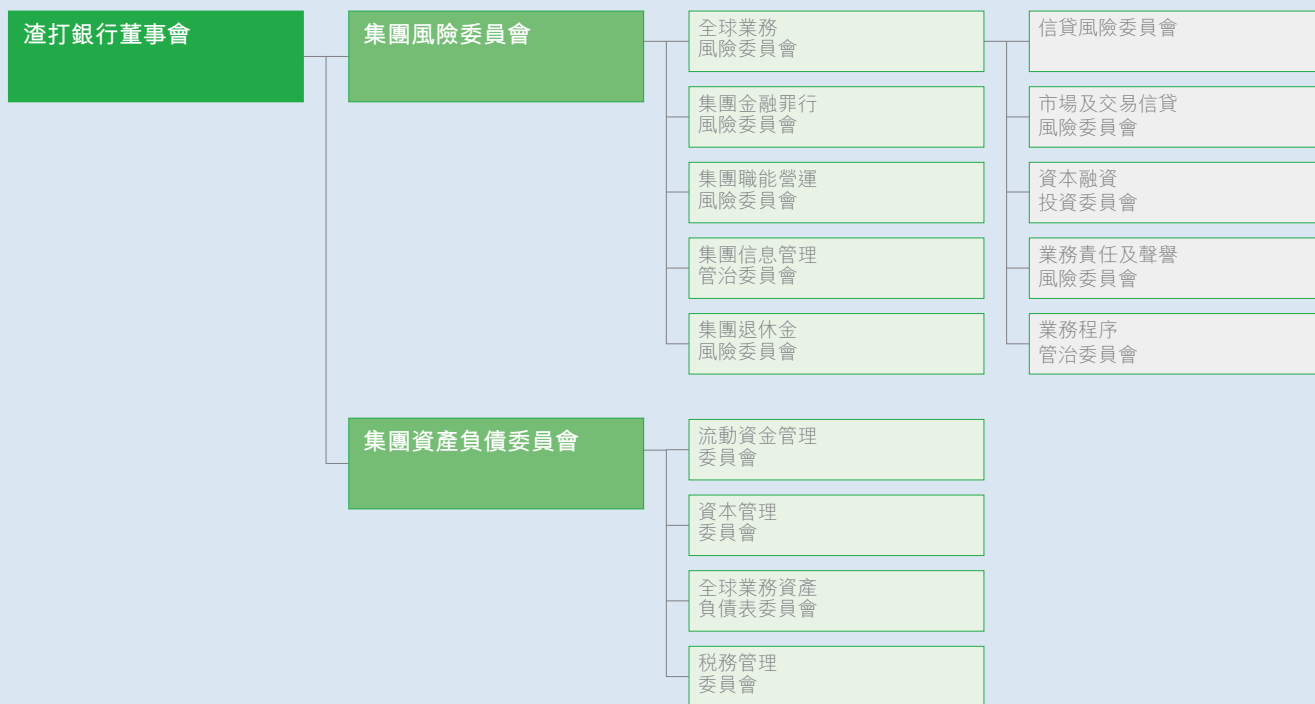 渣打銀行董事會
集團風險委員會
全球業務
風險委員會
集團金融罪行
風險委員會
集團職能營運
風險委員會
集團信息管理
管治委員會
集團退休金
風險委員會
信貸風險委員會
市場及交易信貸
風險委員會
資本融資
投資委員會
業務責任及聲譽
風險委員會
業務程序
管治委員會
集團資產負債委員會
流動資金管理
委員會
資本管理
委員會
全球業務資產
負債表委員會
税務管理
委員會